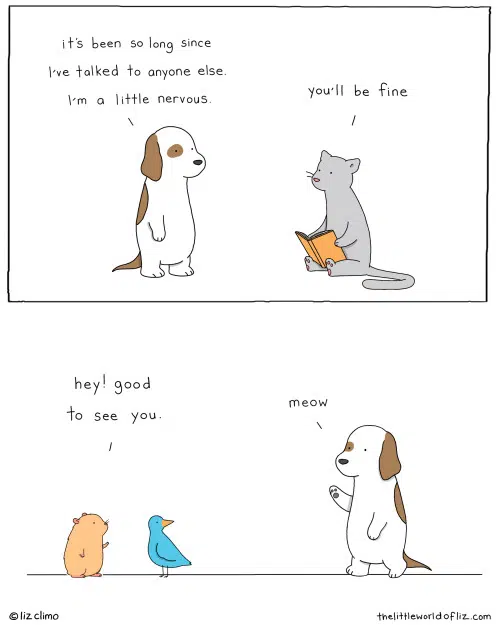 it's been so long since
I've talked to anyone else.
I'm a little nervous.
you'll be fine
hey! good
to see you.
meow
©liz climo
thelittleworldofliz.com